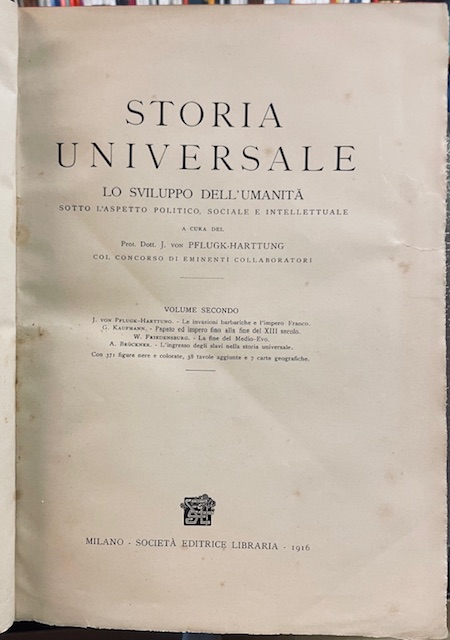 STORIA
UNIVERSALE
LO SVILUPPO DELL'UMANITÀ
SOTTO L'ASPETTO POLITICO, SOCIALE E INTELLETTUALE
A CURA DEL
Prof. Dott. J. von PFLUGK-HARTTUNG
COL CONCORSO DI EMINENTI COLLABORATORI
VOLUME SECONDO
J. von Pflugk-Harttung. - Le invasioni barbariche e l'impero Franco.
G. Kaufmann. - Papato ed impero fino alla fine del XIII secolo.
W. Friedensburg. - La fine del Medio-Evo.
A. Brückner. - L'ingresso degli slavi nella storia universale.
Con 371 figure nere e colorate, 38 tavole aggiunte e 7 carte geografiche.
MILANO - SOCIETÀ EDITRICE LIBRARIA - 1916